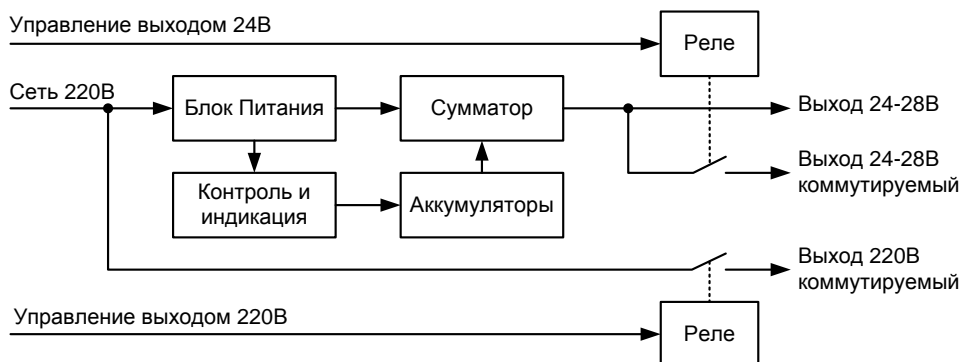 Управление выходом 24В
Реле
Сеть 220В
Блок Питания
Сумматор
Выход 24-28В
Выход 24-28В
коммутируемый
Контроль и
индикация
Аккумуляторы
Выход 220В
коммутируемый
Управление выходом 220В
Реле